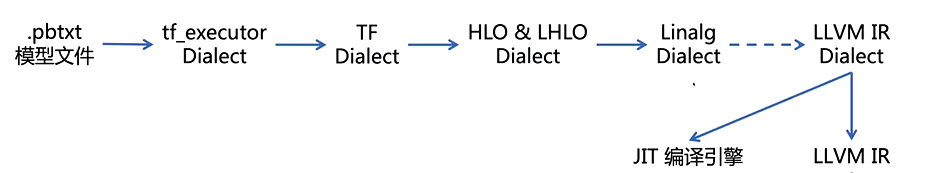 .pbtxt
模型文件
tf_executor
Dialect
TF
Dialect
HLO & LHLO
Dialect
Linalg
Dialect
LLVM IR
Dialect
JIT 编译引擎
LLVM IR